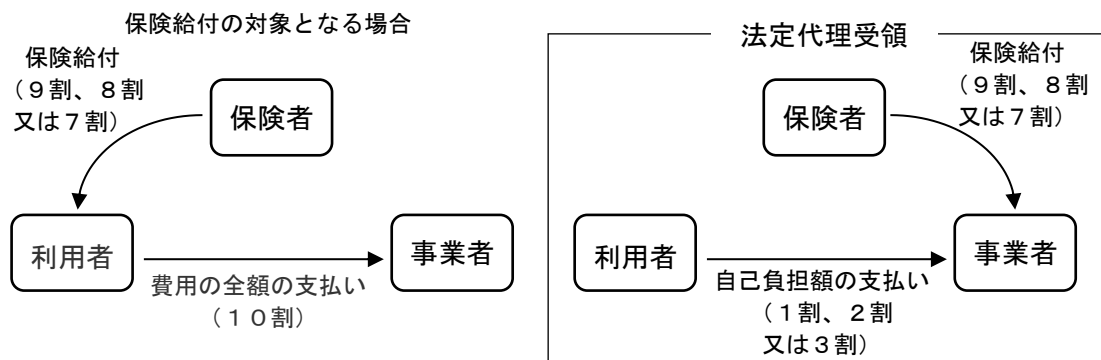 保険給付の対象となる場合
保険給付
（９割、８割
又は７割）
保険者
利用者
事業者
費用の全額の支払い
（１０割）
法定代理受領
保険給付
（９割、８割
又は７割）
保険者
利用者
事業者
自己負担額の支払い
（１割、２割
又は３割）